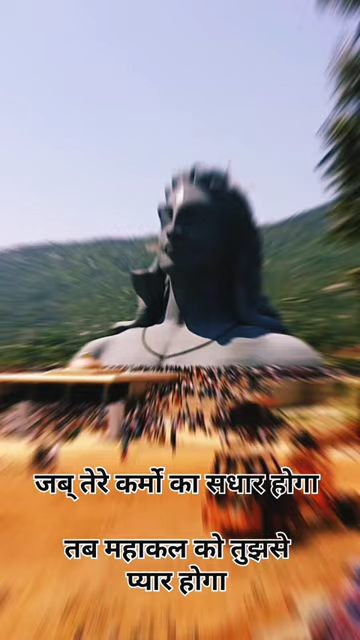 जब् तेरे कर्मो का सधार होगा
तब महाकल को तुझसे
प्यार होगा